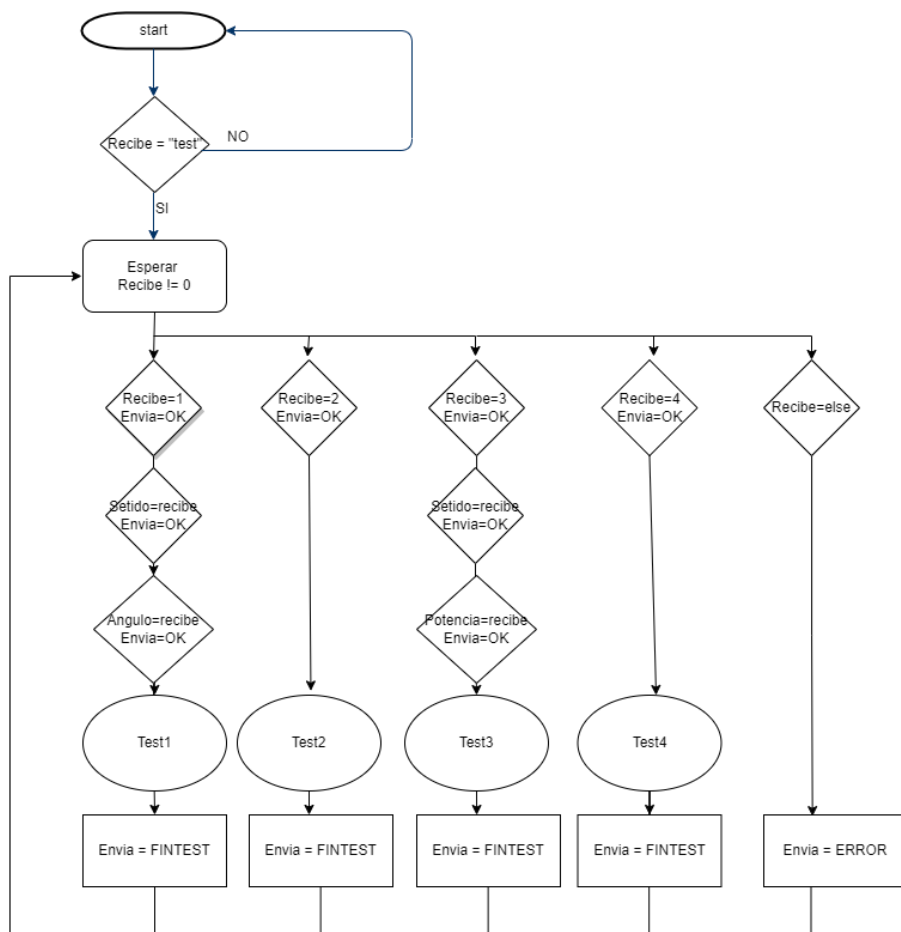 start
Recibe = "test"
NO
SI
Esperar
Recibe != 0
Recibe=1
Envia=OK
Recibe=2
Envia=OK
Recibe=3
Envia=OK
Recibe=4
Envia=OK
Recibe=else
Setido=recibe
Envia=OK
Setido=recibe
Envia=OK
Angulo=recibe
Envia=OK
Potencia=recibe
Envia=OK
Test1
Test2
Test3
Test4
Envia = FINTEST
Envia = FINTEST
Envia = FINTEST
Envia = FINTEST
Envia = ERROR